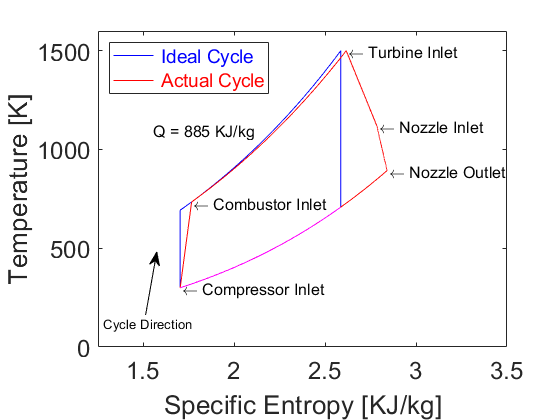 1500
1000
500
0
1.5
2
2.5
3
3.5
Temperature [K]
Specific Entropy [KJ/kg]
Ideal Cycle
Actual Cycle
Q = 885 KJ/kg
Turbine Inlet
Nozzle Inlet
Nozzle Outlet
Combustor Inlet
Compressor Inlet
Cycle Direction